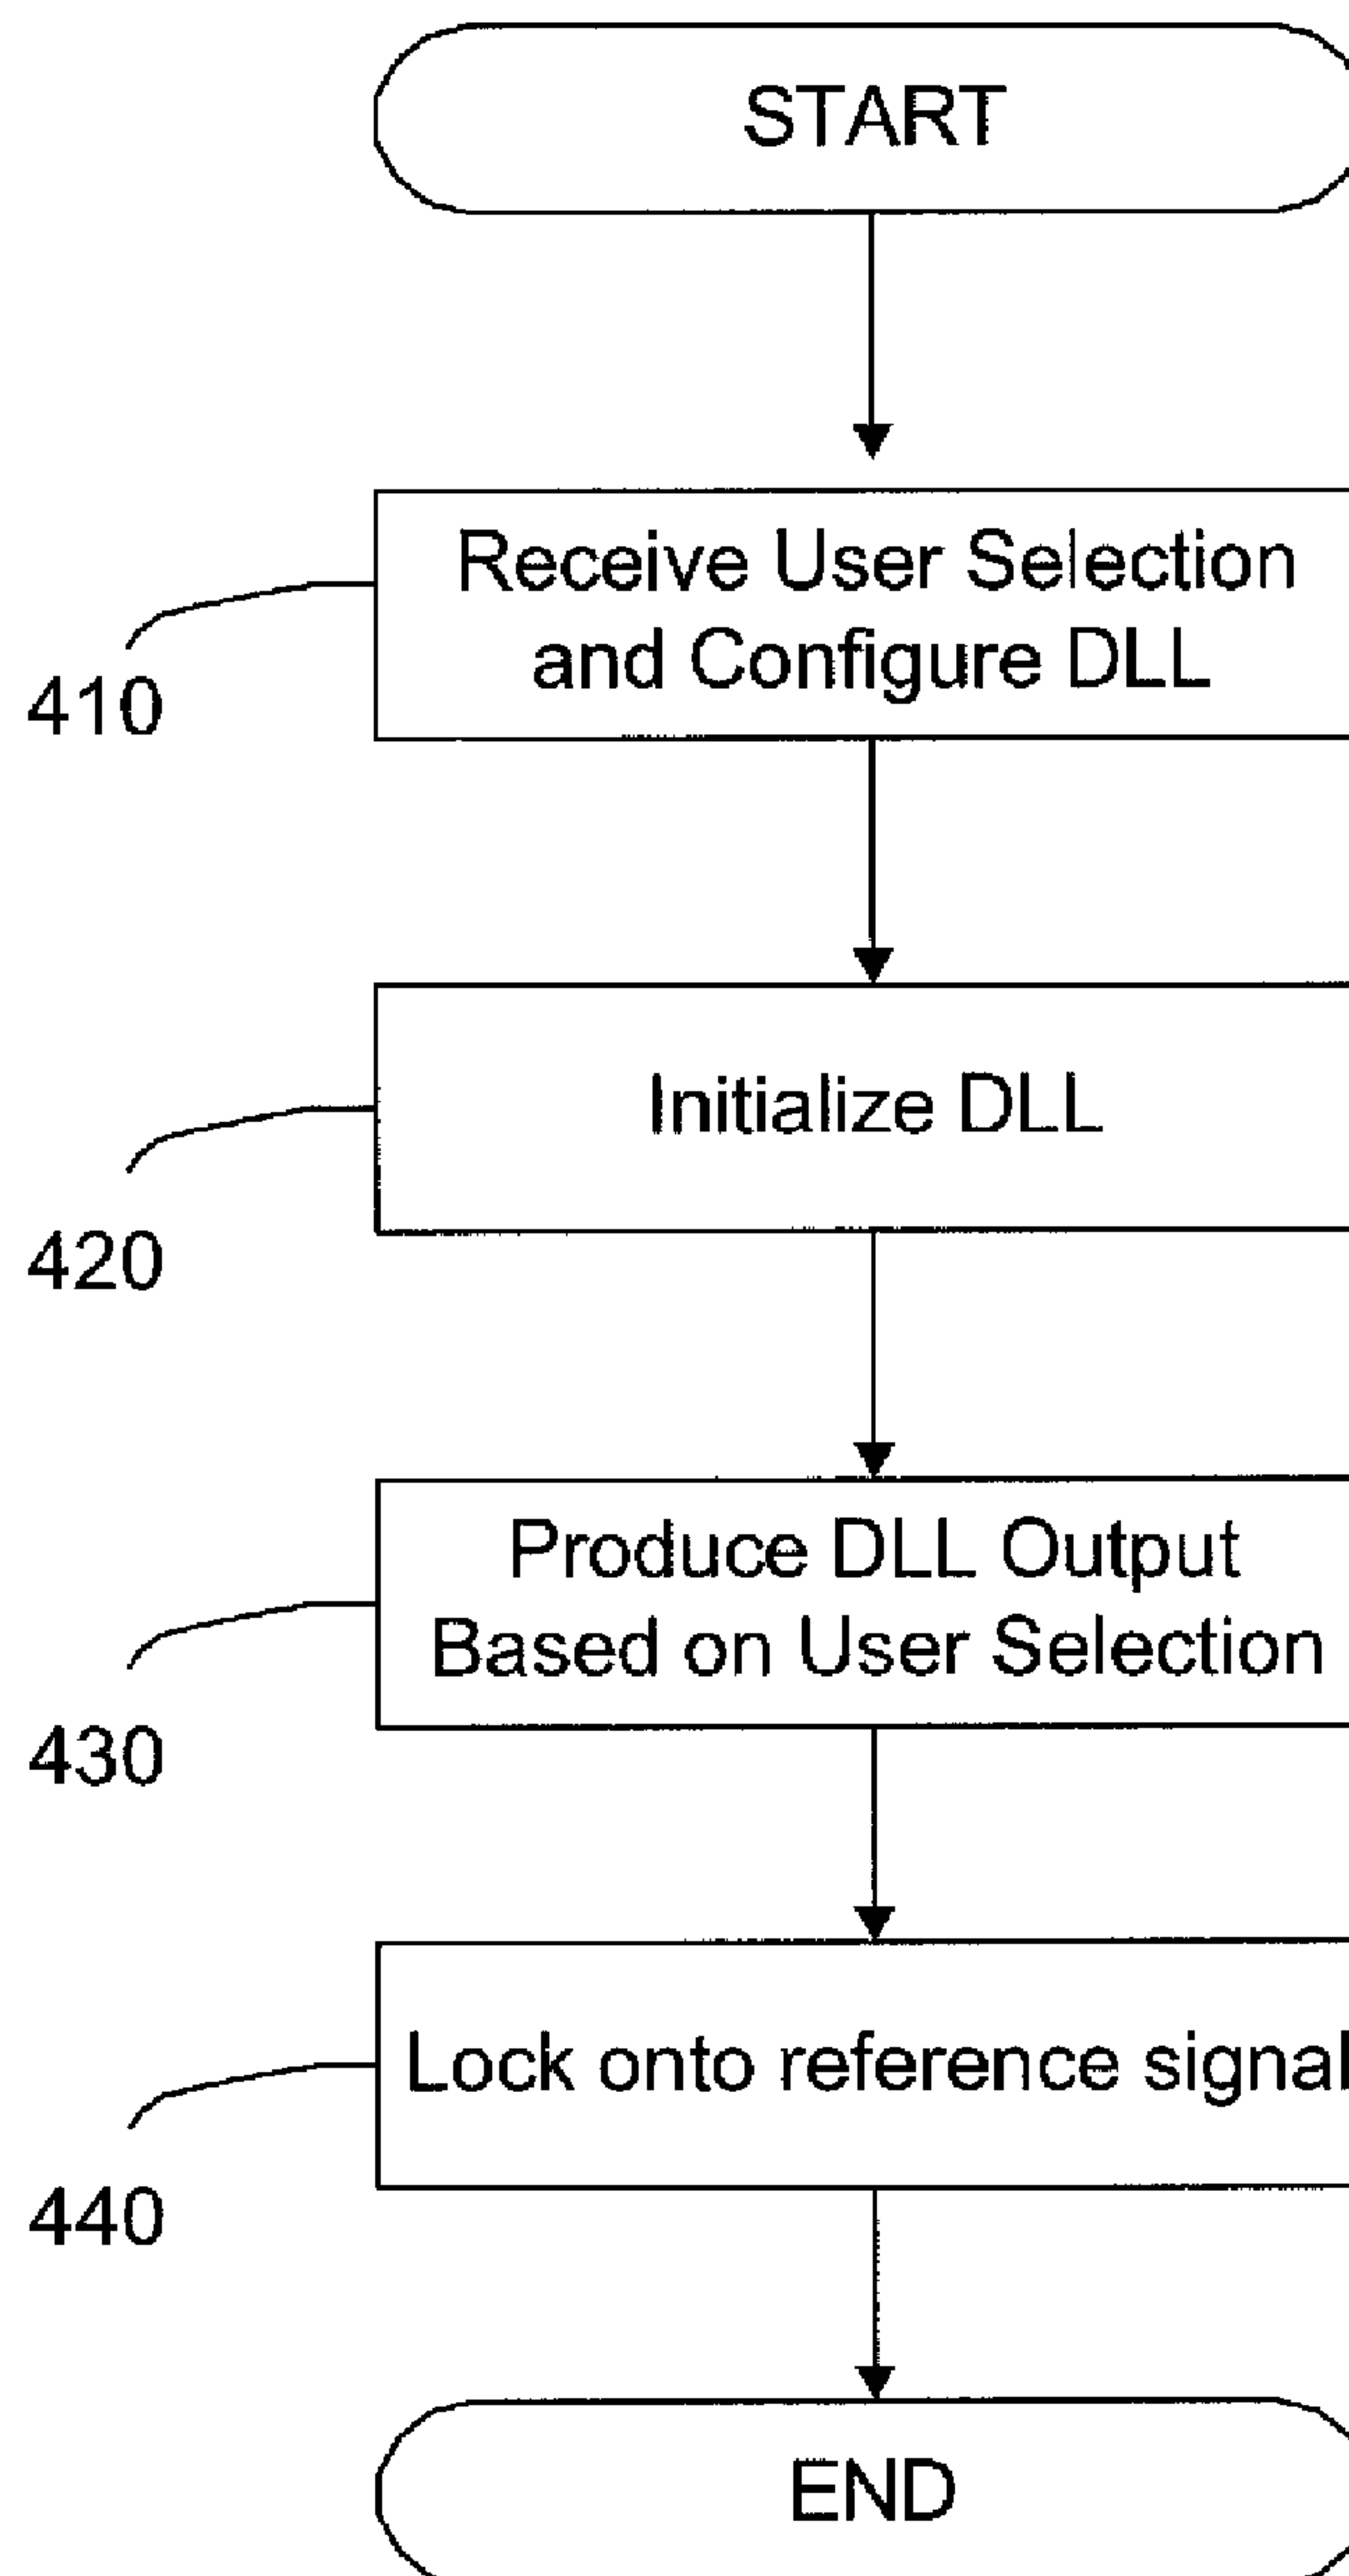 START
Receive User Selection
and Configure DLL
410
Initialize DLL
420
Produce DLL Output
Based on User Selection
430
Lock onto reference signal
440
END